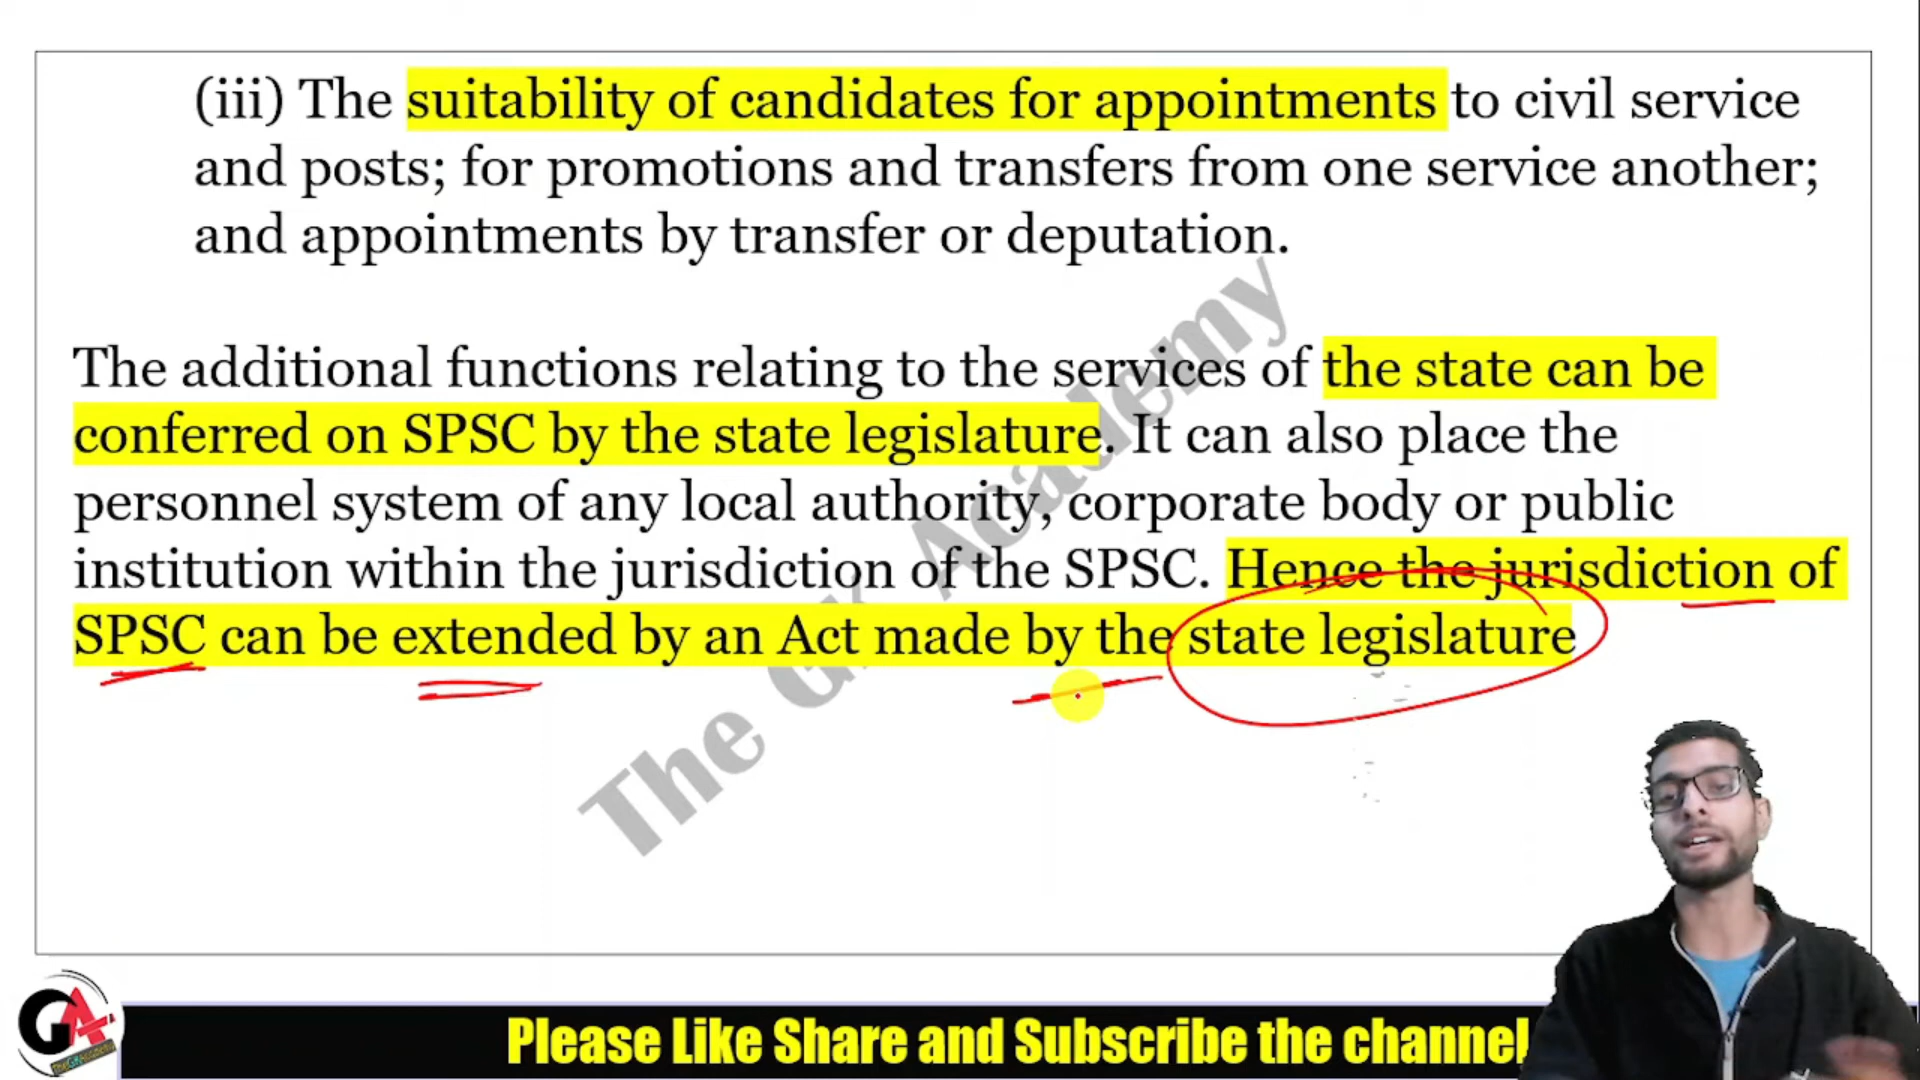 (iii) The suitability of candidates for appointments to civil service
and posts; for promotions and transfers from one service another;
and appointments by transfer or deputation.
The additional functions relating to the services of the state can be
conferred on SPSC by the state legislature. It can also place the
personnel system of any local authority, corporate body or public
institution within the jurisdiction of the SPSC. Hence the jurisdiction of
SPSC can be extended by an Act made by the state legislature
The GK Academy
GA
Please Like Share and Subscribe the channel